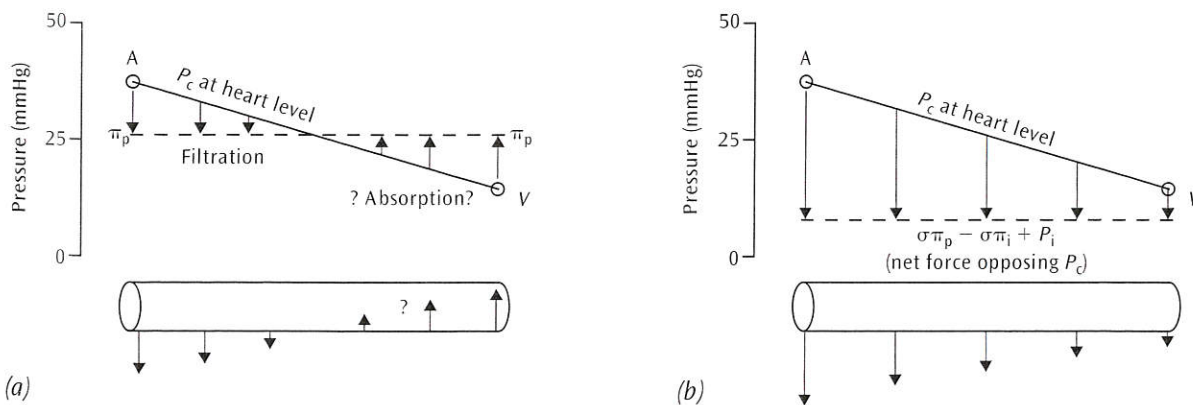 50
A
P_c at heart level
Pressure (mmHg)
π_p
π_p
25
Filtration
? Absorption?
V
0
?
(a)
50
A
P_c at heart level
Pressure (mmHg)
25
V
σπ_p − σπ_i + P_i
(net force opposing P_c)
0
(b)